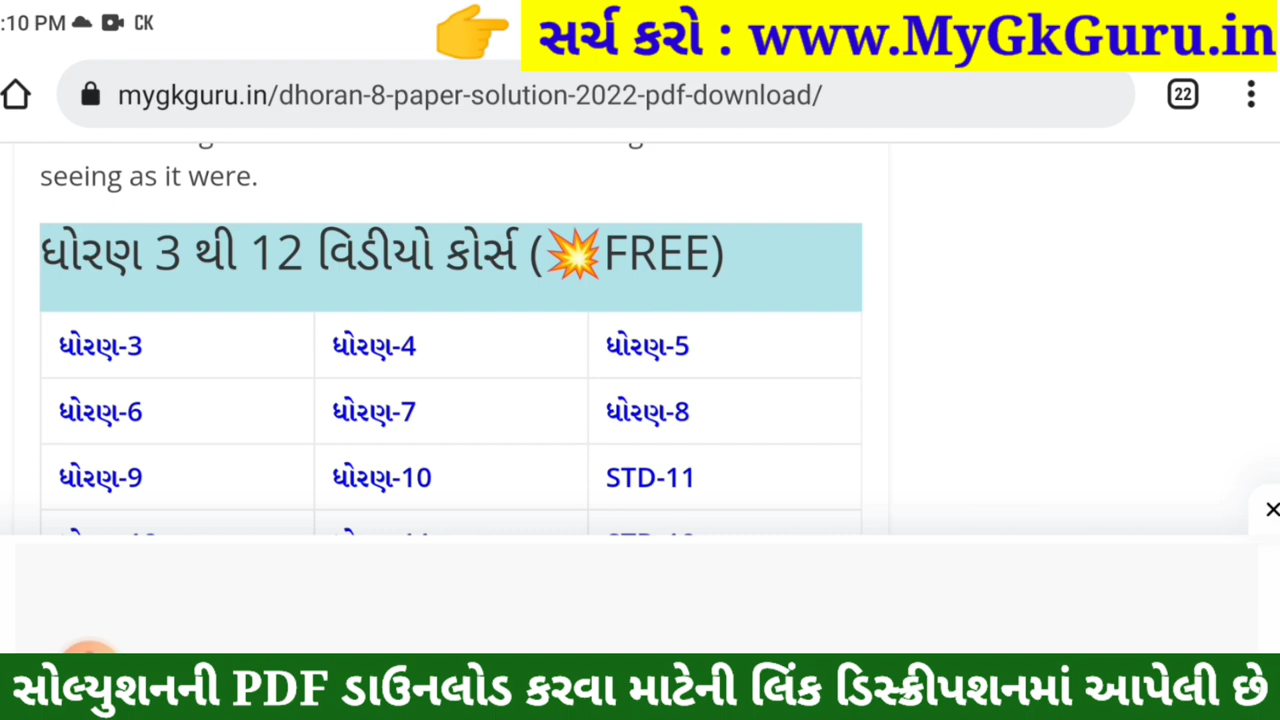 :10 PM CK
સર્ચ કરો : www.MyGkGuru.in
mygkguru.in/dhoran-8-paper-solution-2022-pdf-download/
22
seeing as it were.
ધોરણ 3 થી 12 વિડીયો કોર્સ (💥FREE)
ધોરણ-3 ધોરણ-4 ધોરણ-5
ધોરણ-6 ધોરણ-7 ધોરણ-8
ધોરણ-9 ધોરણ-10 STD-11
સોલ્યુશનની PDF ડાઉનલોડ કરવા માટેની લિંક ડિસ્ક્રીપશનમાં આપેલી છે